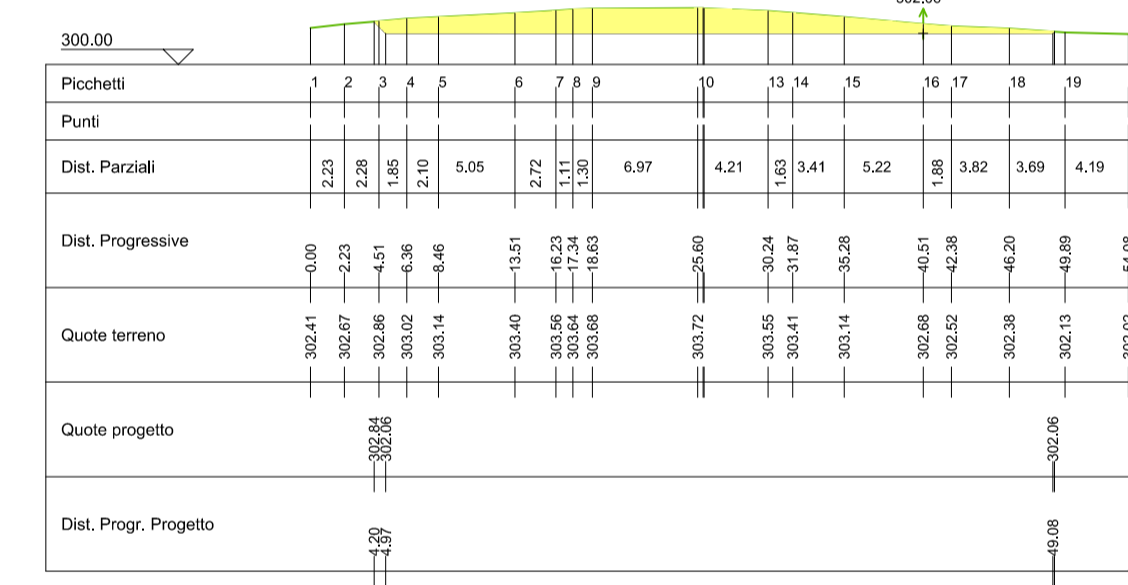 300.00
Picchetti 1 2 3 4 5 6 7 8 9 10 13 14 15 16 17 18 19
Punti
Dist. Parziali 2.23 2.28 1.85 2.10 5.05 2.72 1.11 1.30 6.97 4.21 1.63 3.41 5.22 1.88 3.82 3.69 4.19
Dist. Progressive 0.00 2.23 4.51 6.36 8.46 13.51 16.23 17.34 18.63 25.60 30.24 31.87 35.28 40.51 42.38 46.20 49.89
Quote terreno 302.41 302.67 302.86 303.02 303.14 303.40 303.56 303.64 303.68 303.72 303.55 303.41 303.14 302.68 302.52 302.38 302.13
Quote progetto 302.84 302.06 302.06
Dist. Progr. Progetto 4.20 4.97 49.08